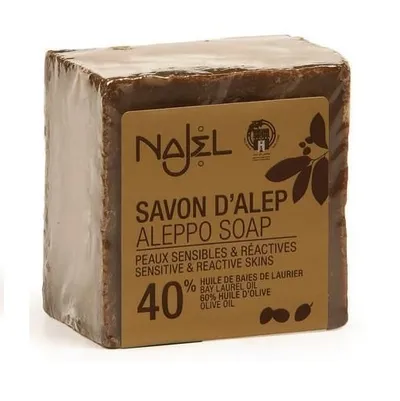 NAJEL
SAVON D'ALEP
ALEPPO SOAP
PEAUX SENSIBLES & RÉACTIVES
SENSITIVE & REACTIVE SKINS
40%
HUILE DE BAIES DE LAURIER
BAY LAUREL OIL
60% HUILE D'OLIVE
OLIVE OIL